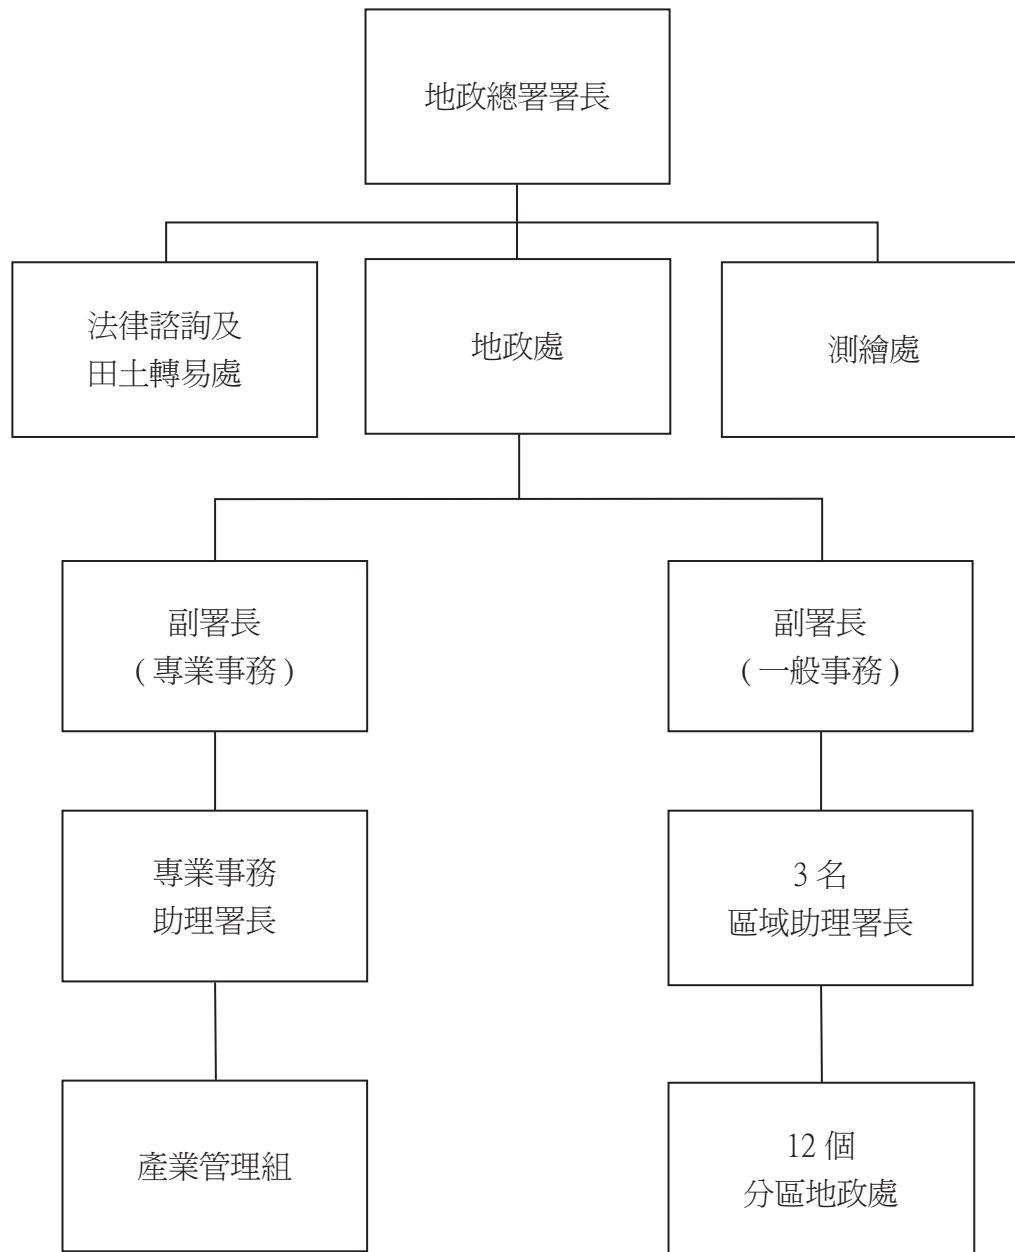 地政總署署長
法律諮詢及
田土轉易處
地政處
測繪處
副署長
(專業事務)
副署長
(一般事務)
專業事務
助理署長
3 名
區域助理署長
產業管理組
12 個
分區地政處